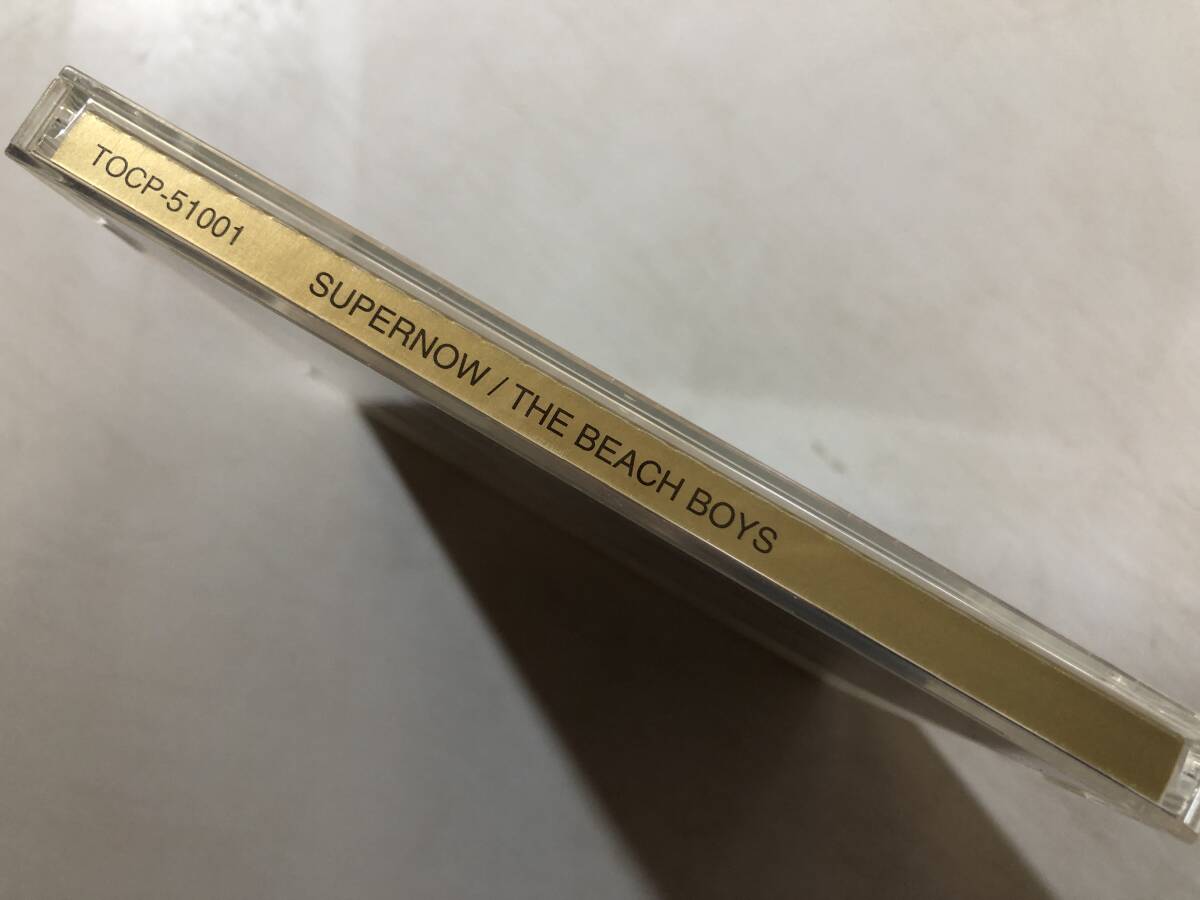 TOCP-51001 SUPERNOW / THE BEACH BOYS